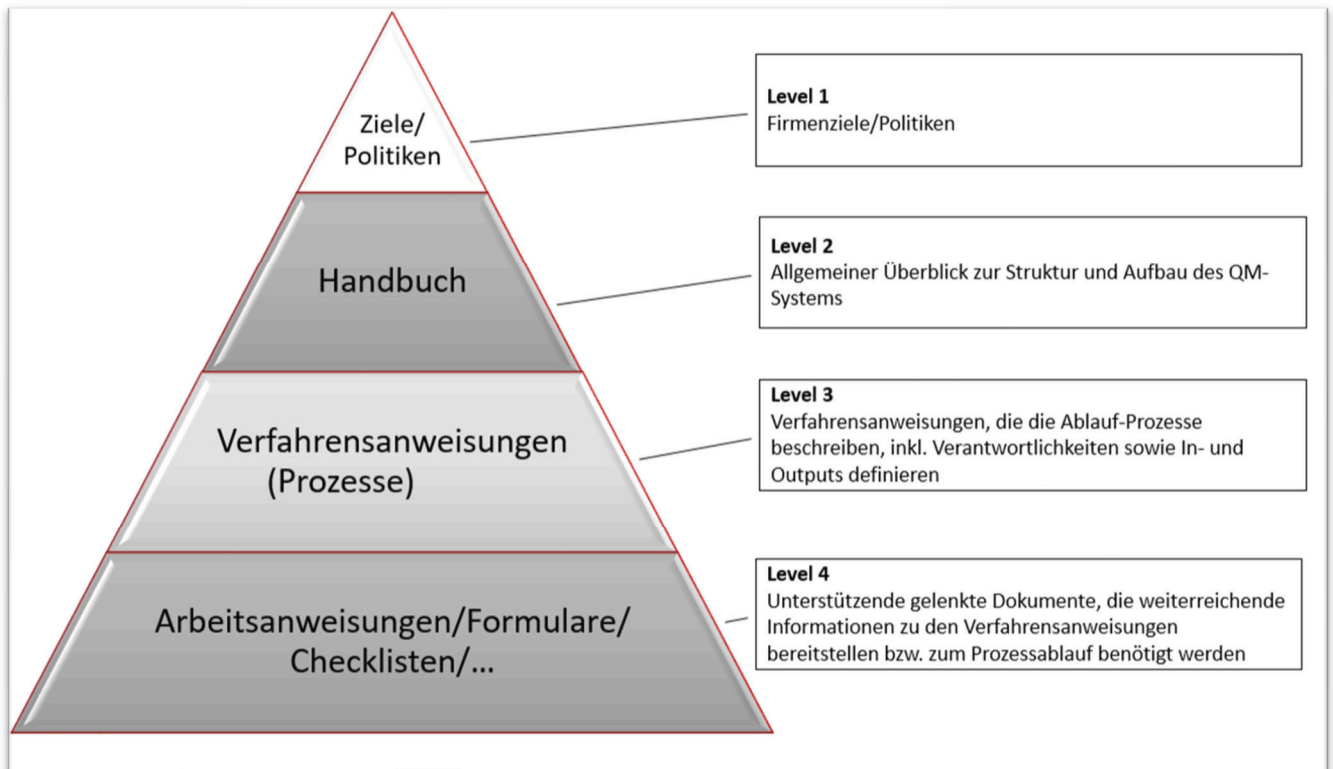 Ziele/
Politiken
Level 1
Firmenziele/Politiken
Handbuch
Level 2
Allgemeiner Überblick zur Struktur und Aufbau des QM-
Systems
Verfahrensanweisungen
(Prozesse)
Level 3
Verfahrensanweisungen, die die Ablauf-Prozesse
beschreiben, inkl. Verantwortlichkeiten sowie In- und
Outputs definieren
Arbeitsanweisungen/Formulare/
Checklisten/...
Level 4
Unterstützende gelenkte Dokumente, die weiterreichende
Informationen zu den Verfahrensanweisungen
bereitstellen bzw. zum Prozessablauf benötigt werden